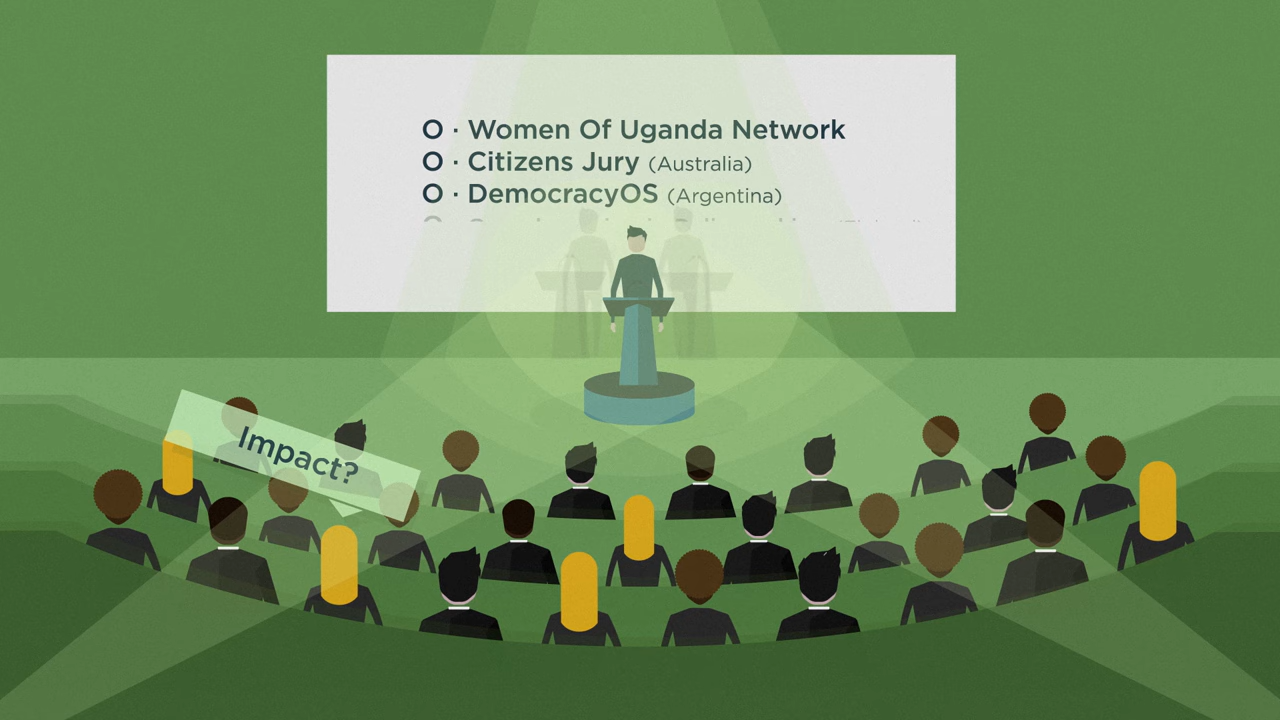 O · Women Of Uganda Network
O · Citizens Jury (Australia)
O · DemocracyOS (Argentina)
Impact?